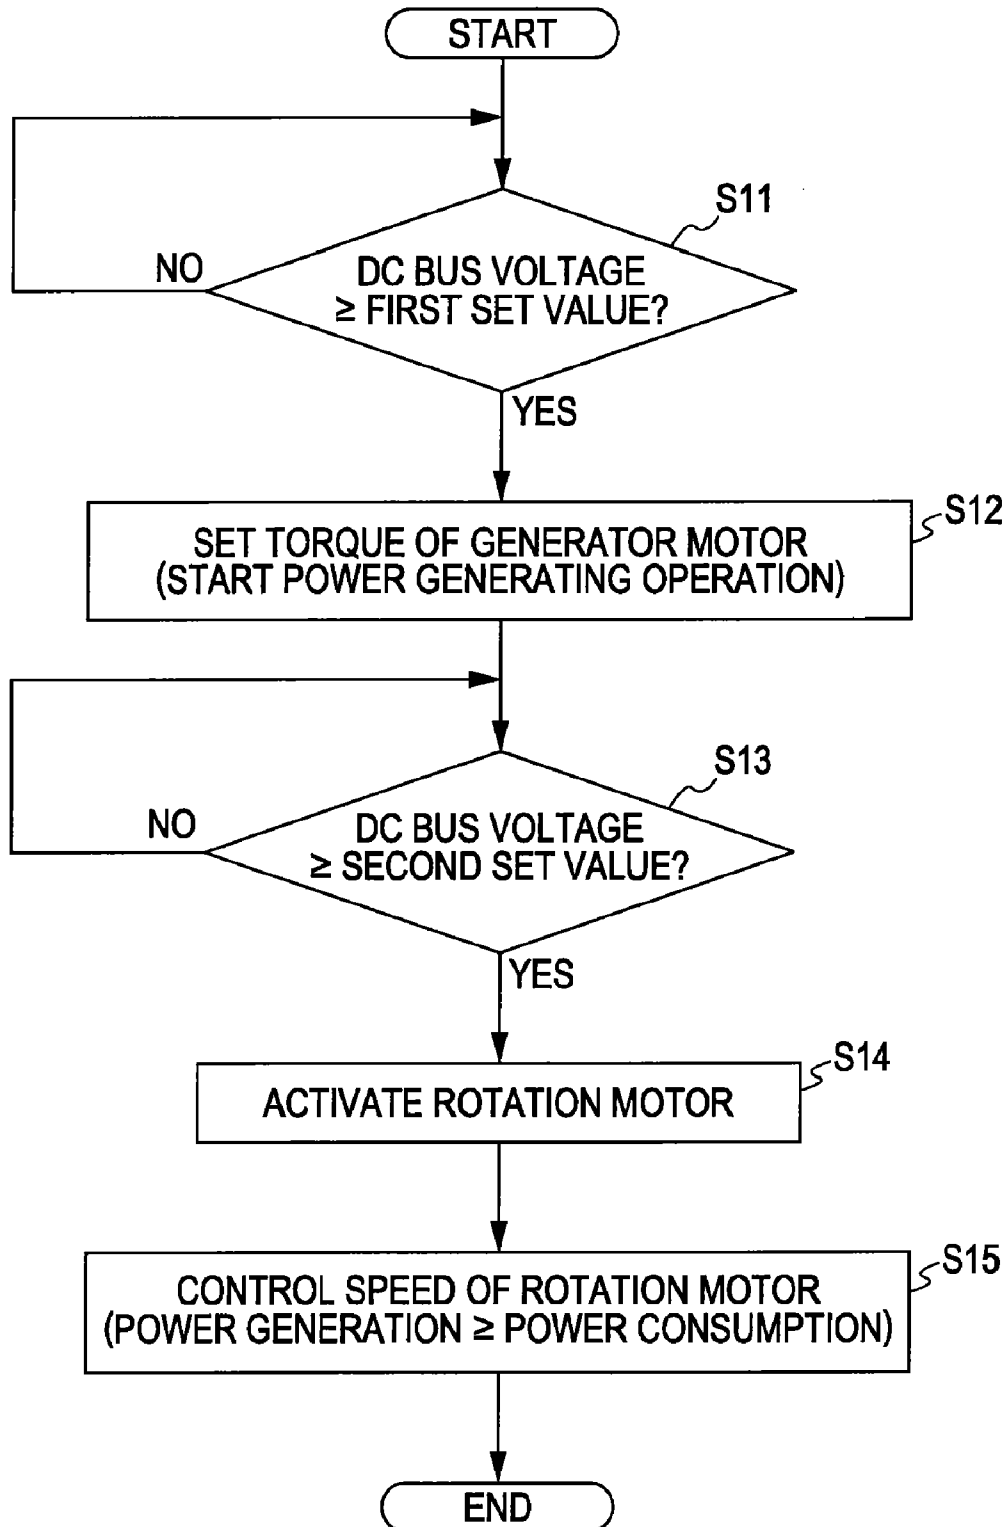 START
S11
NO
DC BUS VOLTAGE
≥ FIRST SET VALUE?
YES
S12
SET TORQUE OF GENERATOR MOTOR
(START POWER GENERATING OPERATION)
S13
NO
DC BUS VOLTAGE
≥ SECOND SET VALUE?
YES
S14
ACTIVATE ROTATION MOTOR
S15
CONTROL SPEED OF ROTATION MOTOR
(POWER GENERATION ≥ POWER CONSUMPTION)
END